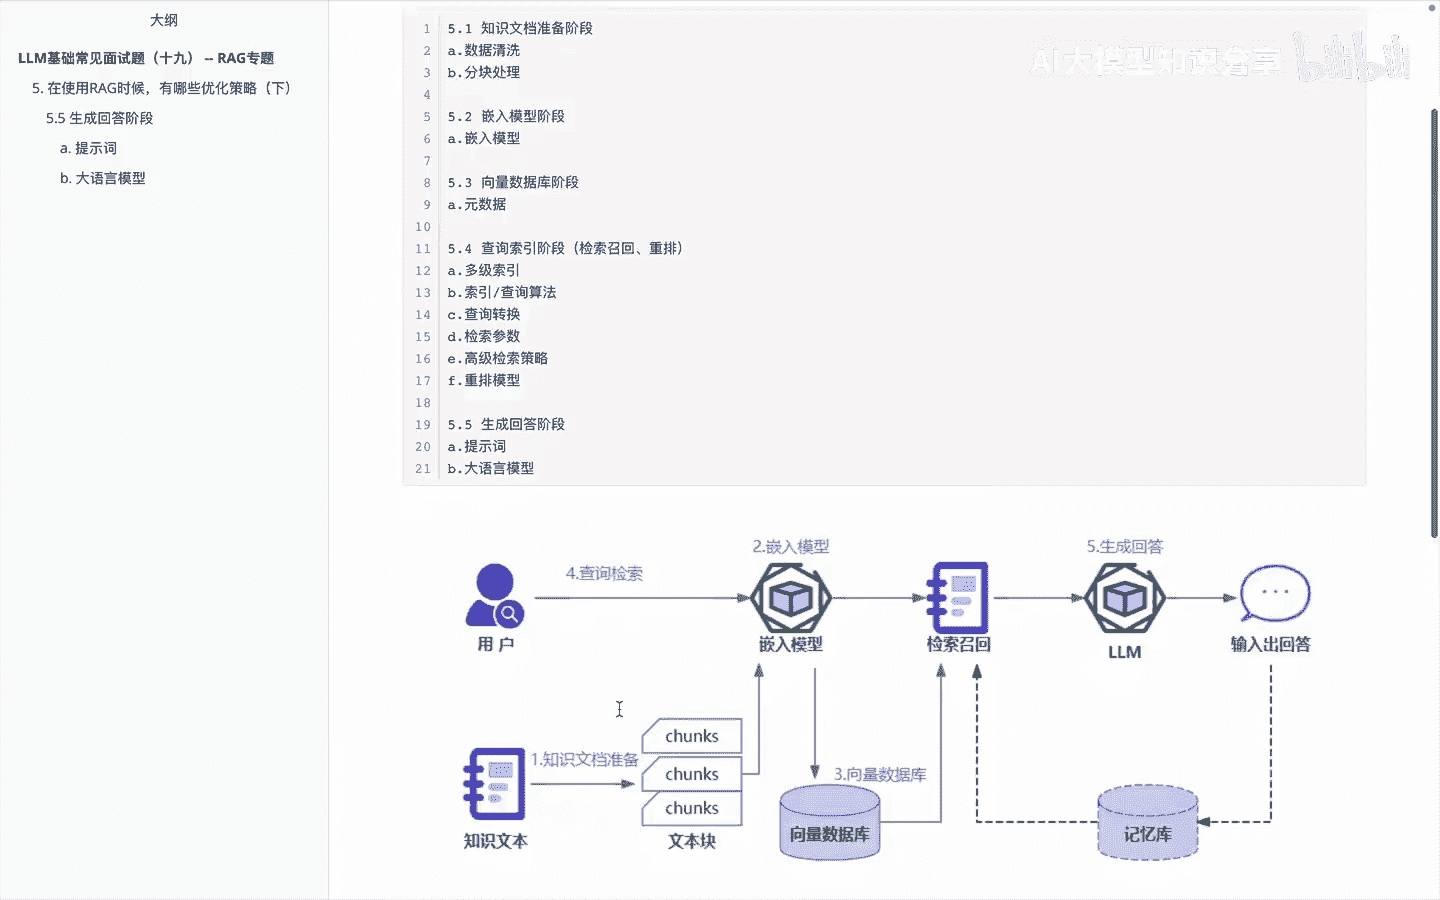 大纲
LLM基础常见面试题（十九） -- RAG专题
5. 在使用RAG时候，有哪些优化策略（下）
5.5 生成回答阶段
a. 提示词
b. 大语言模型
1 5.1 知识文档准备阶段
2 a.数据清洗
3 b.分块处理
4
5 5.2 嵌入模型阶段
6 a.嵌入模型
7
8 5.3 向量数据库阶段
9 a.元数据
10
11 5.4 查询索引阶段（检索召回、重排）
12 a.多级索引
13 b.索引/查询算法
14 c.查询转换
15 d.检索参数
16 e.高级检索策略
17 f.重排模型
18
19 5.5 生成回答阶段
20 a.提示词
21 b.大语言模型
AI大模型知识分享 bilibili
2.嵌入模型
5.生成回答
4.查询检索
用 户
嵌入模型
检索召回
LLM
输入出回答
chunks
1.知识文档准备
chunks
3.向量数据库
chunks
知识文本
文本块
向量数据库
记忆库